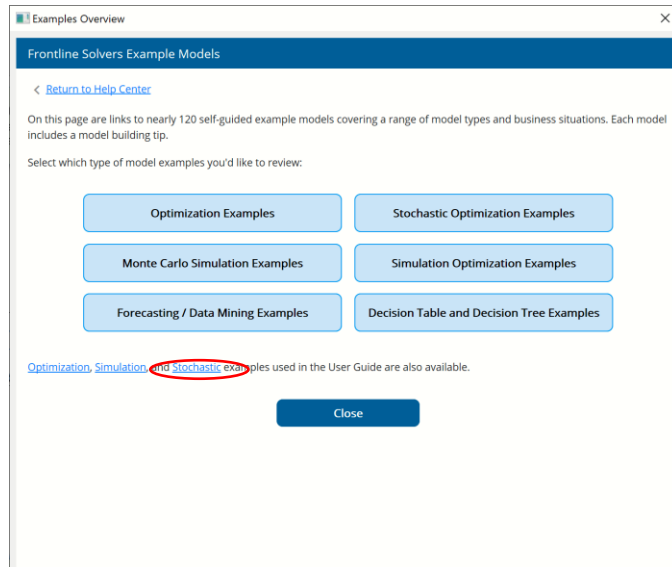 Examples Overview
Frontline Solvers Example Models
< Return to Help Center
On this page are links to nearly 120 self-guided example models covering a range of model types and business situations. Each model
includes a model building tip.
Select which type of model examples you'd like to review:
Optimization Examples
Stochastic Optimization Examples
Monte Carlo Simulation Examples
Simulation Optimization Examples
Forecasting / Data Mining Examples
Decision Table and Decision Tree Examples
Optimization, Simulation, and Stochastic examples used in the User Guide are also available.
Close